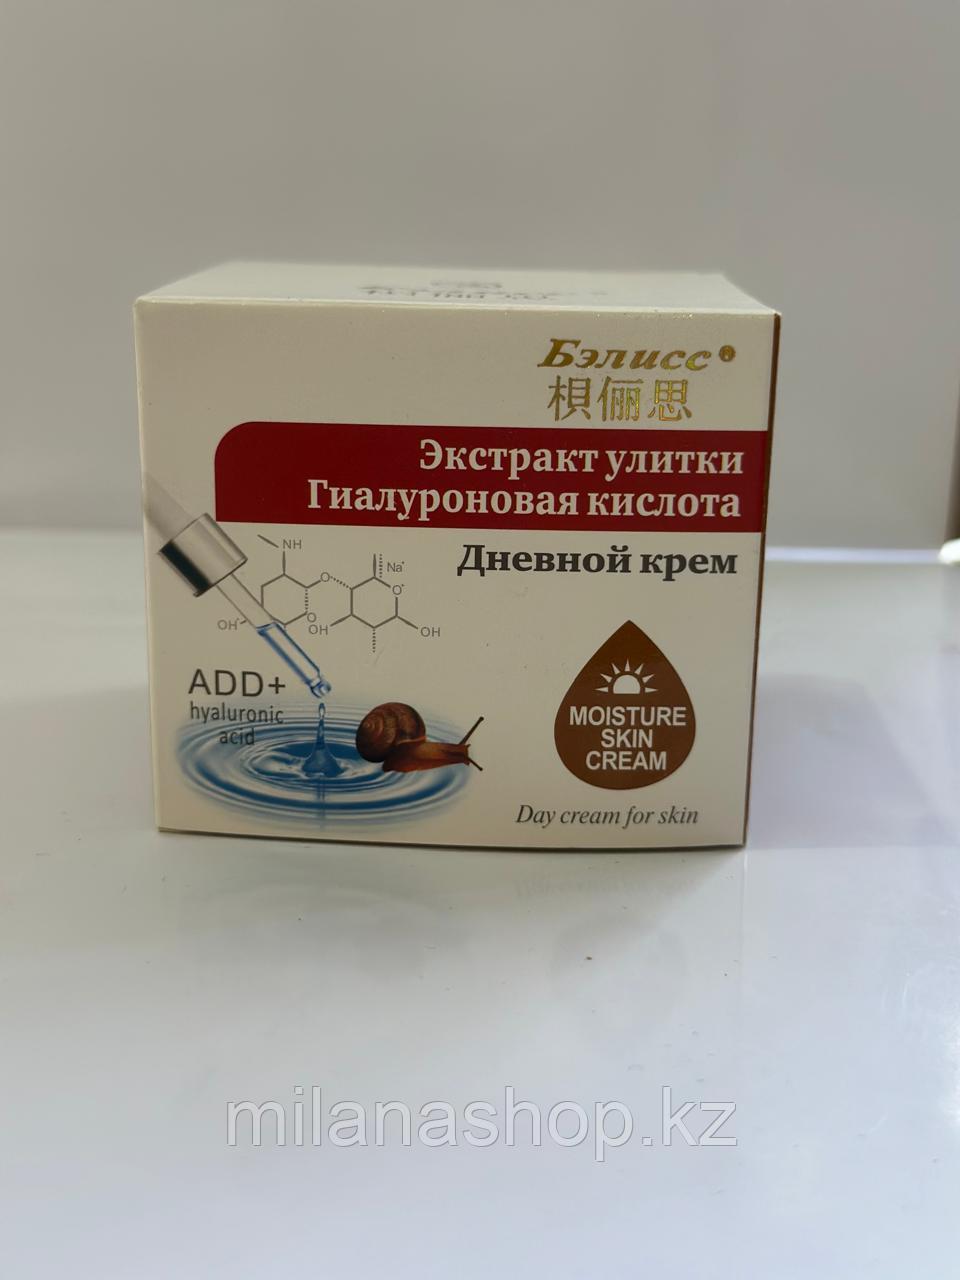 Бэлисс®
梖俪思
Экстракт улитки
Гиалуроновая кислота
Дневной крем
NH
Na⁺
O
O⁺
O
OH
OH
OH
ADD+
hyaluronic
acid
MOISTURE
SKIN
CREAM
Day cream for skin
milanashop.kz